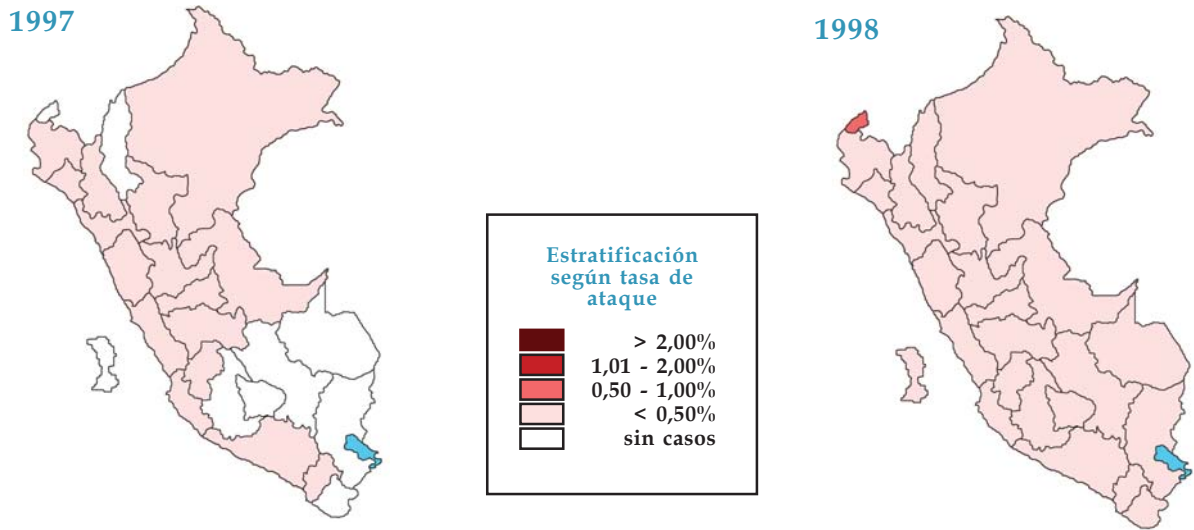 1997
1998
Estratificación
según tasa de
ataque
> 2,00%
1,01 - 2,00%
0,50 - 1,00%
< 0,50%
sin casos